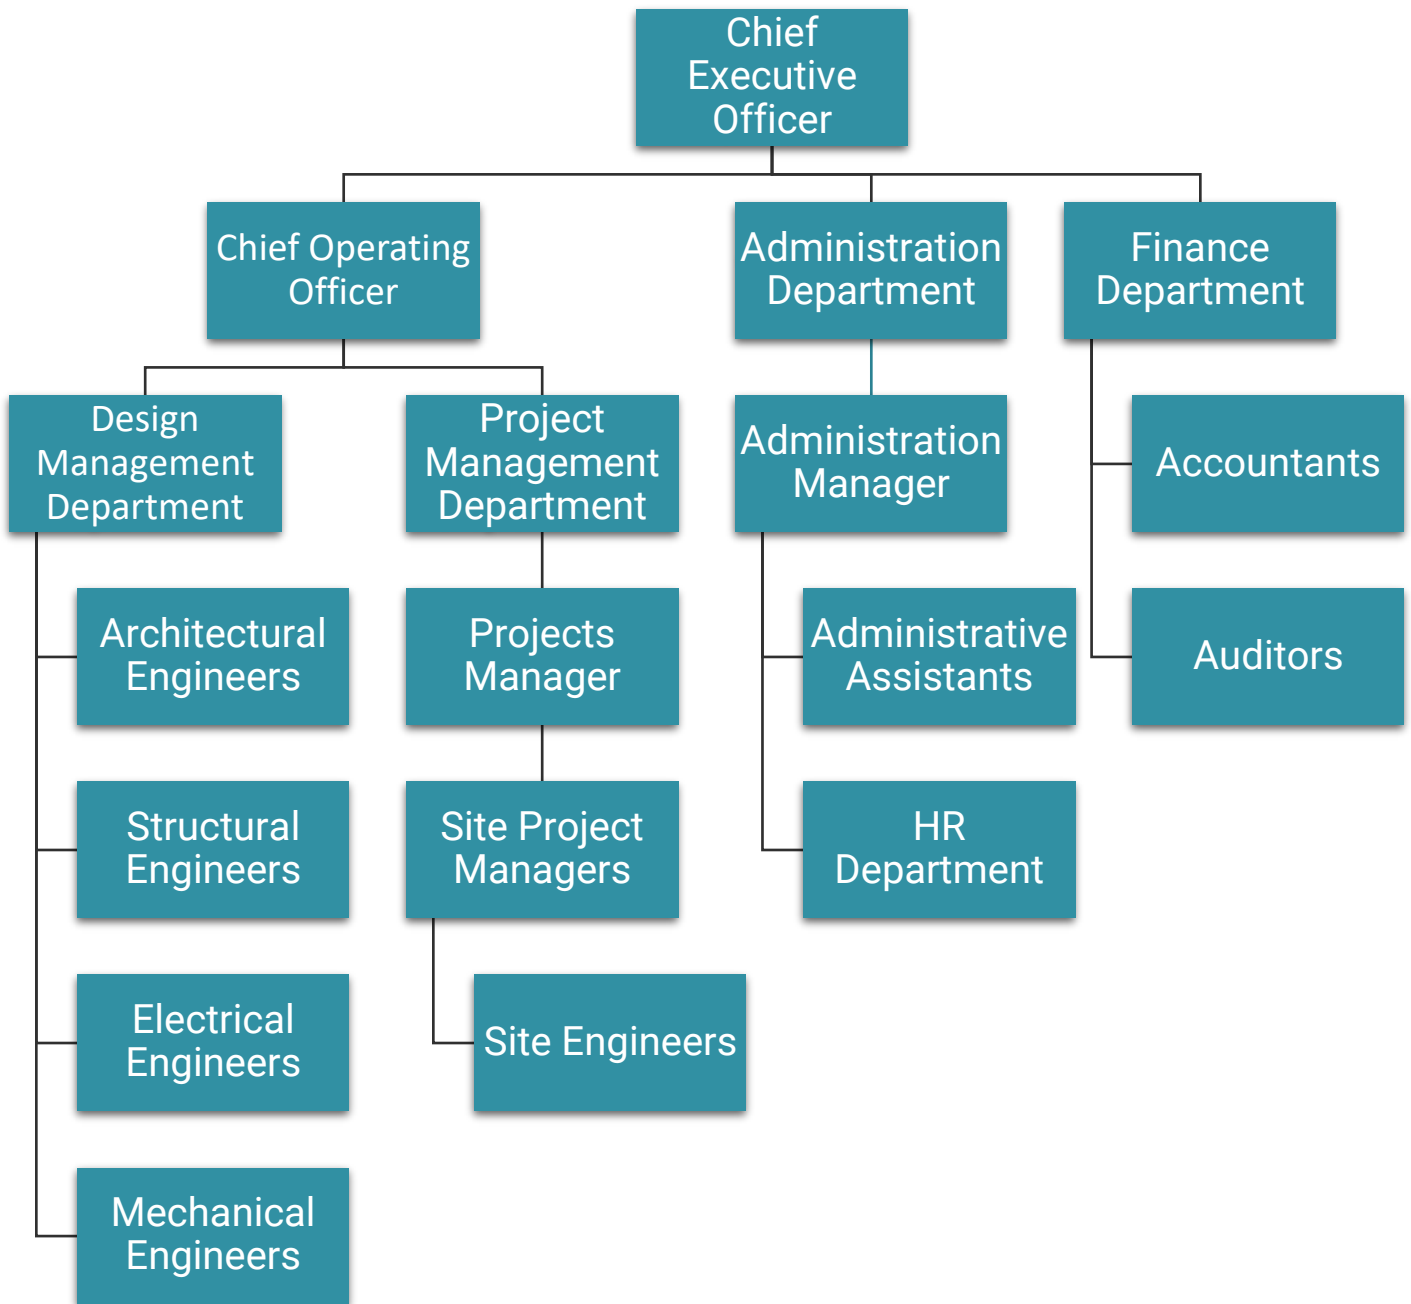 Chief
Executive
Officer
Chief Operating
Officer
Administration
Department
Finance
Department
Design
Management
Department
Project
Management
Department
Administration
Manager
Accountants
Architectural
Engineers
Projects
Manager
Administrative
Assistants
Auditors
Structural
Engineers
Site Project
Managers
HR
Department
Electrical
Engineers
Site Engineers
Mechanical
Engineers